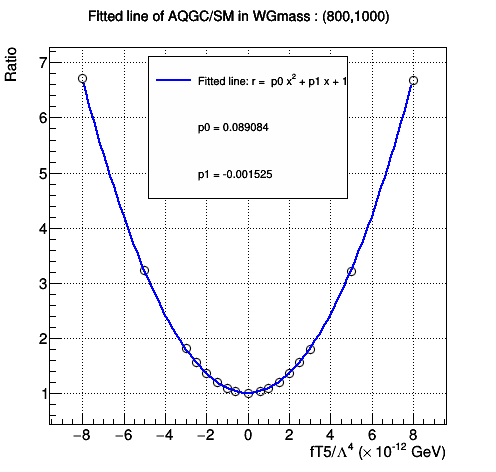 Fitted line of AQGC/SM in WGmass : (800,1000)
Ratio
7
6
5
4
3
2
1
Fitted line: r = p0 x² + p1 x + 1
p0 = 0.089084
p1 = -0.001525
−8 −6 −4 −2 0 2 4 6 8
fT5/Λ⁴ (× 10⁻¹² GeV)